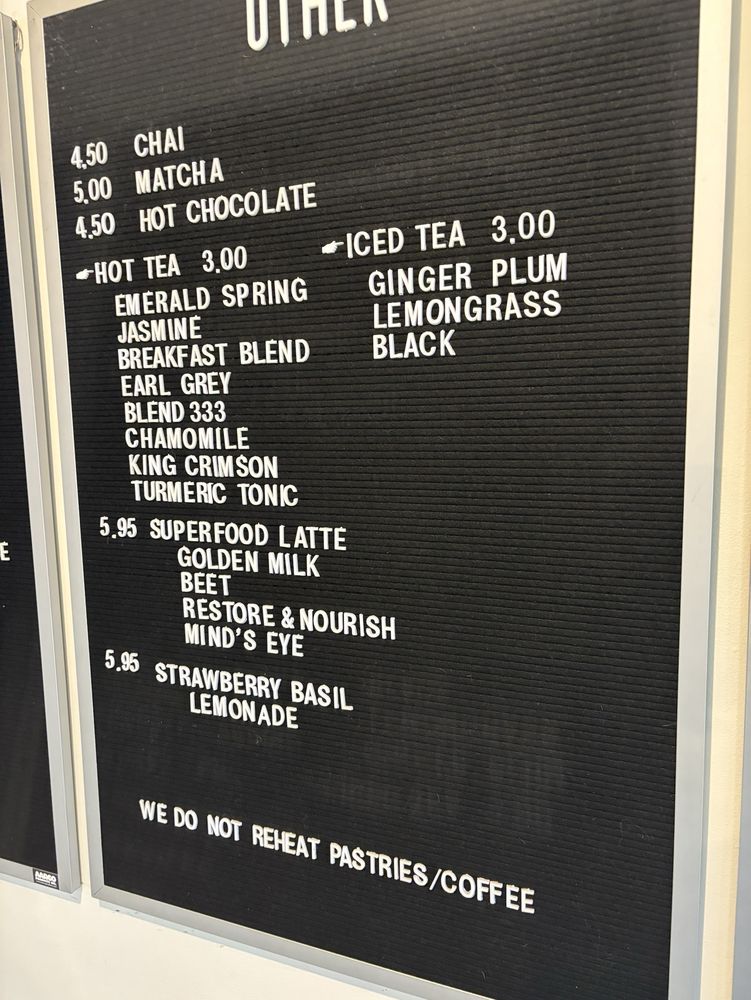 OTHER
4.50 CHAI
5.00 MATCHA
4.50 HOT CHOCOLATE
HOT TEA 3.00
EMERALD SPRING
JASMINE
BREAKFAST BLEND
EARL GREY
BLEND 333
CHAMOMILE
KING CRIMSON
TURMERIC TONIC
ICED TEA 3.00
GINGER PLUM
LEMONGRASS
BLACK
5.95 SUPERFOOD LATTE
GOLDEN MILK
BEET
RESTORE & NOURISH
MIND'S EYE
5.95 STRAWBERRY BASIL
LEMONADE
WE DO NOT REHEAT PASTRIES/COFFEE
E
AARCO